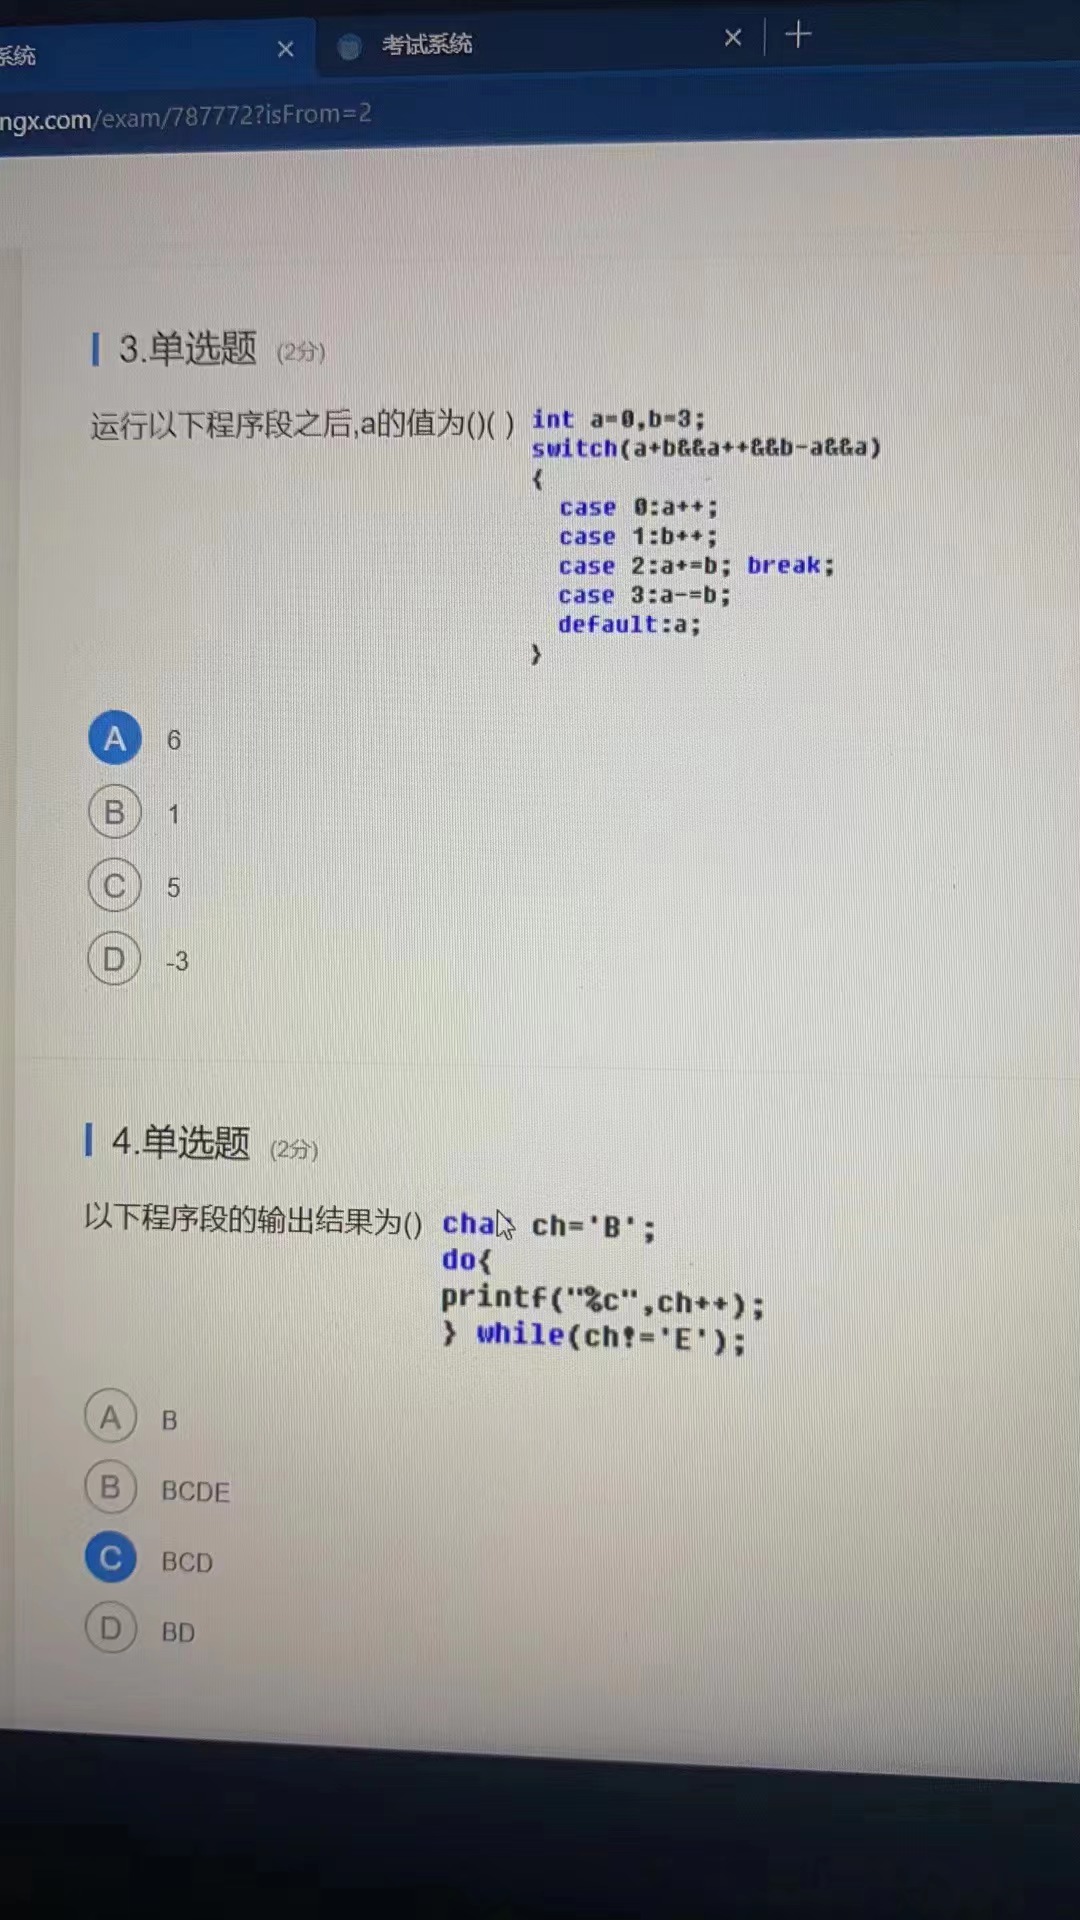 系统
考试系统
ngx.com/exam/787772?isFrom=2
3.单选题 (2分)
运行以下程序段之后,a的值为()( ) int a=0,b=3;
switch(a+b&&a++&&b-a&&a)
{
case 0:a++;
case 1:b++;
case 2:a+=b; break;
case 3:a-=b;
default:a;
}
A 6
B 1
C 5
D -3
4.单选题 (2分)
以下程序段的输出结果为() cha ch='B';
do{
printf("%c",ch++);
} while(ch!='E');
A B
B BCDE
C BCD
D BD